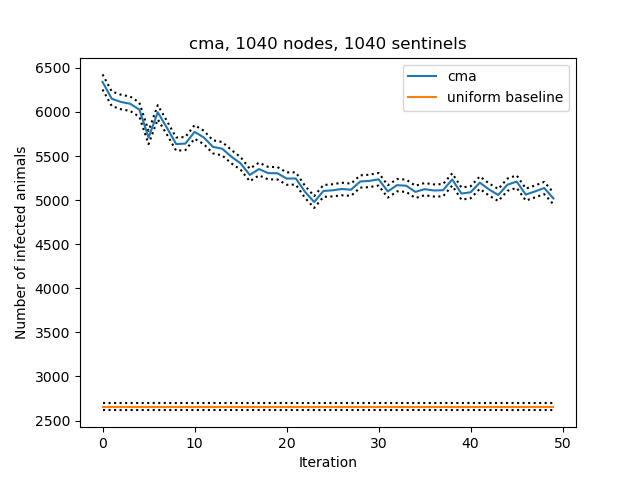 cma, 1040 nodes, 1040 sentinels
cma
uniform baseline
Number of infected animals
6500
6000
5500
5000
4500
4000
3500
3000
2500
0 10 20 30 40 50
Iteration